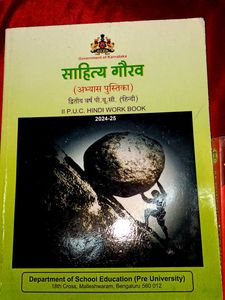 Government of Karnataka
साहित्य गौरव
(अभ्यास पुस्तिका)
द्वितीय वर्ष पी.यू.सी. (हिन्दी)
II P.U.C. HINDI WORK BOOK
2024-25
Department of School Education (Pre University)
18th Cross, Malleshwaram, Bengaluru 560 012